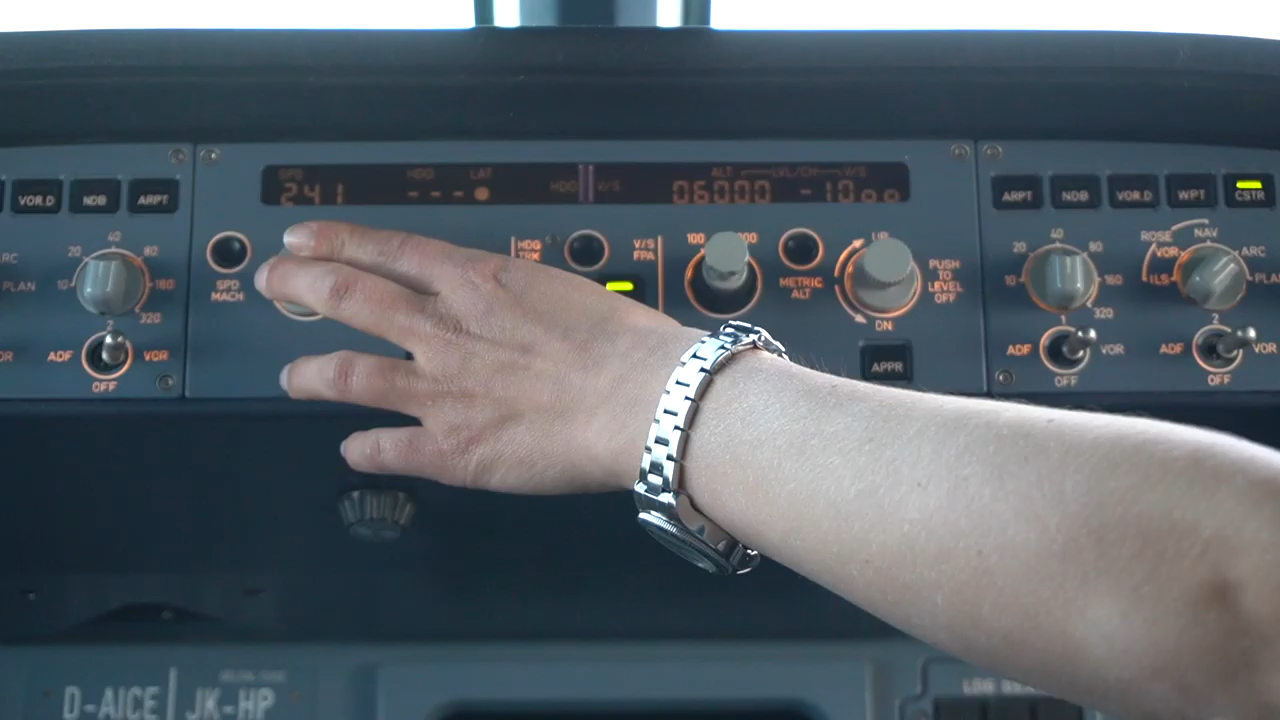 SPD HDG LAT ALT LVL/CH V/S
241 --- HDG V/S 06000 -10oo
VOR.D NDB ARPT
ARPT NDB VOR.D WPT CSTR
20 40 80
10 160
320
PLAN
SPD
MACH
HDG
TRK
V/S
FPA
100
METRIC
ALT
UP
DN
PUSH
TO
LEVEL
OFF
20 40 80
10 160
320
ROSE NAV
VOR ARC
ILS PLAN
2
ADF VOR
OFF
APPR
1
ADF VOR
OFF
2
ADF VOR
OFF
D-AICE JK-HP